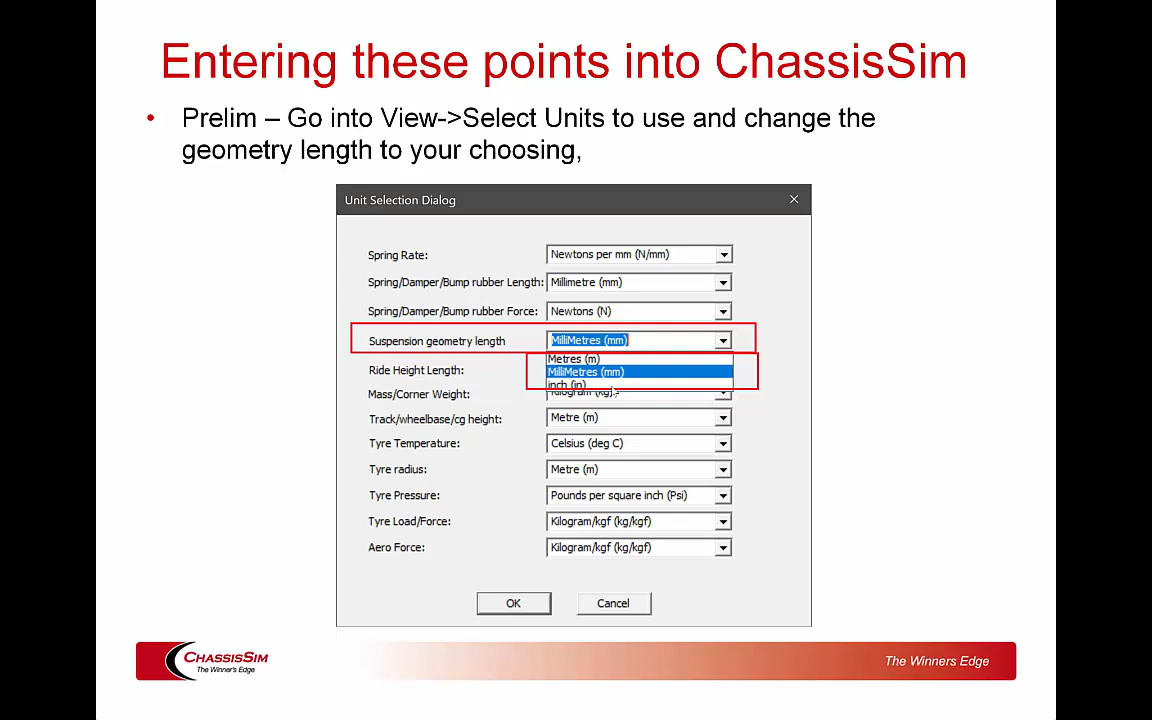 Entering these points into ChassisSim
• Prelim – Go into View->Select Units to use and change the
geometry length to your choosing,
Unit Selection Dialog
Spring Rate: Newtons per mm (N/mm)
Spring/Damper/Bump rubber Length: Millimetre (mm)
Spring/Damper/Bump rubber Force: Newtons (N)
Suspension geometry length MilliMetres (mm)
Metres (m)
Ride Height Length: MilliMetres (mm)
inch (in)
Mass/Corner Weight: Kilogram (kg)
Track/wheelbase/cg height: Metre (m)
Tyre Temperature: Celsius (deg C)
Tyre radius: Metre (m)
Tyre Pressure: Pounds per square inch (Psi)
Tyre Load/Force: Kilogram/kgf (kg/kgf)
Aero Force: Kilogram/kgf (kg/kgf)
OK Cancel
CHASSISSIM
The Winner's Edge
The Winners Edge